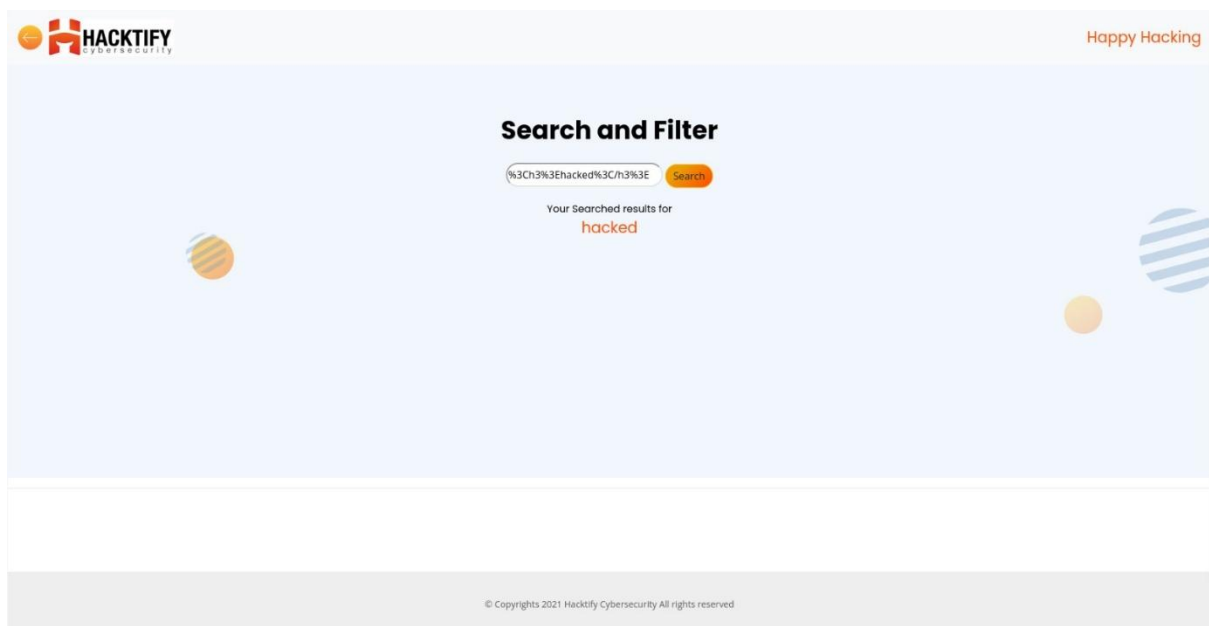 HACKTIFY
cybersecurity
Happy Hacking
Search and Filter
%3Ch3%3Ehacked%3C/h3%3E
Search
Your Searched results for
hacked
© Copyrights 2021 Hacktify Cybersecurity All rights reserved